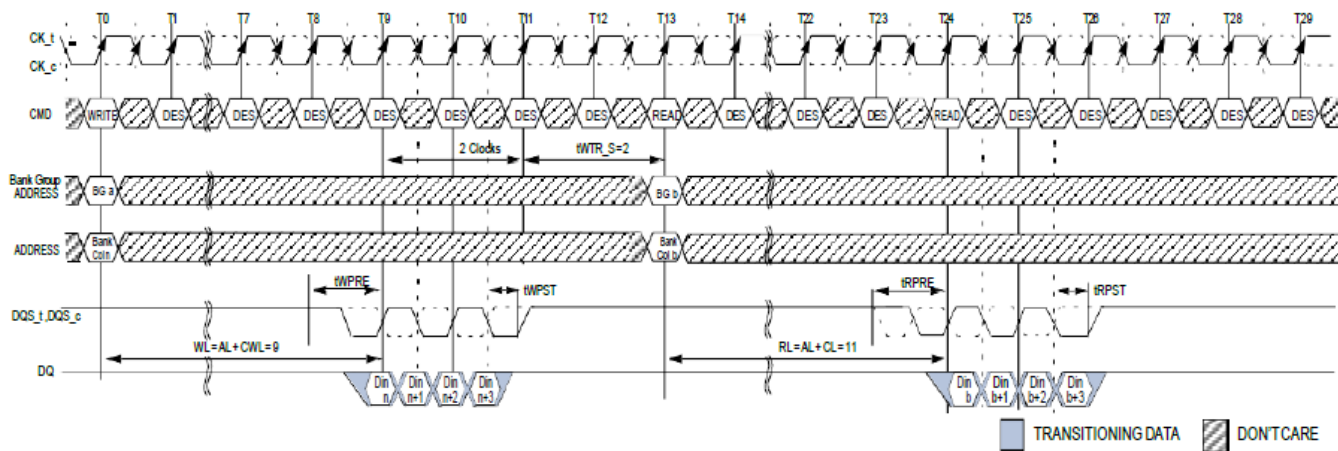 T0 T1 T7 T8 T9 T10 T11 T12 T13 T14 T22 T23 T24 T25 T26 T27 T28 T29
CK_t
CK_c
CMD WRITE DES DES DES DES DES DES DES READ DES DES DES READ DES DES DES DES DES
2 Clocks tWTR_S=2
Bank Group
ADDRESS BG a BG b
ADDRESS Bank
Col n Bank
Col b
tWPRE tWPST tRPRE tRPST
DQS_t ,DQS_c
WL = AL + CWL = 9 RL = AL + CL = 11
DQ Din
n Din
n+1 Din
n+2 Din
n+3 Din
b Din
b+1 Din
b+2 Din
b+3
TRANSITIONING DATA DON'T CARE